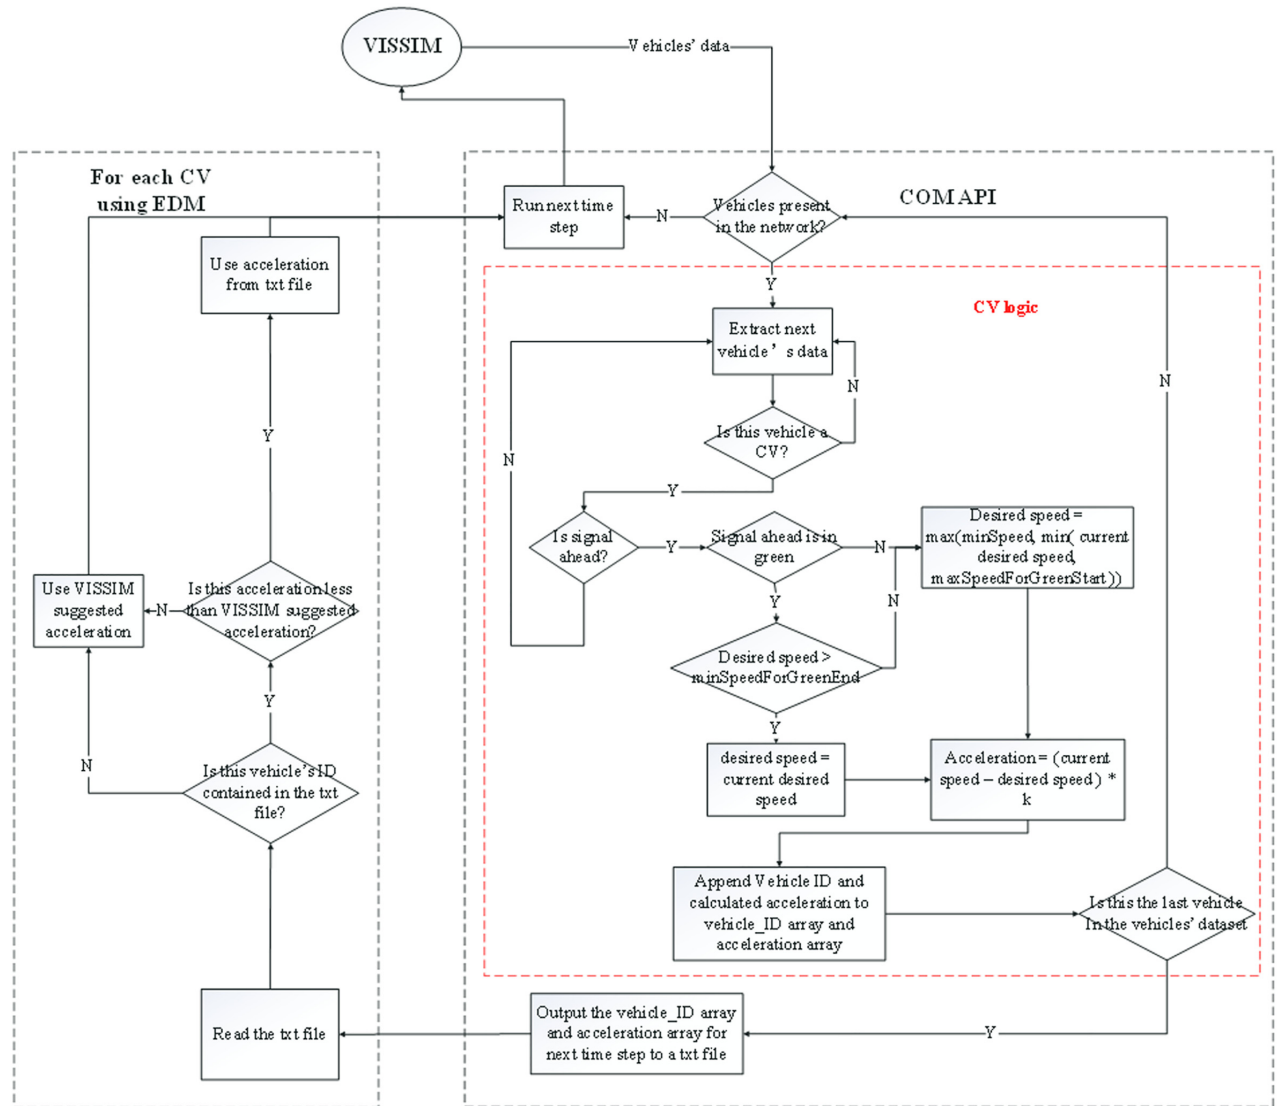 VISSIM
Vehicles' data
For each CV
using EDM
COM API
Run next time
step
N
Vehicles present
in the network?
Y
CV logic
Use acceleration
from txt file
Extract next
vehicle's data
N
N
Y
Is this vehicle a
CV?
N
Y
Is signal
ahead?
Y
Signal ahead is in
green
N
Desired speed =
max(minSpeed, min( current
desired speed,
maxSpeedForGreenStart))
Y
N
Use VISSIM
suggested
acceleration
N
Is this acceleration less
than VISSIM suggested
acceleration?
Desired speed >
minSpeedForGreenEnd
Y
Y
N
Is this vehicle's ID
contained in the txt
file?
desired speed =
current desired
speed
Acceleration= (current
speed – desired speed) *
k
Append Vehicle ID and
calculated acceleration to
vehicle_ID array and
acceleration array
Is this the last vehicle
In the vehicles' dataset
Read the txt file
Output the vehicle_ID array
and acceleration array for
next time step to a txt file
Y